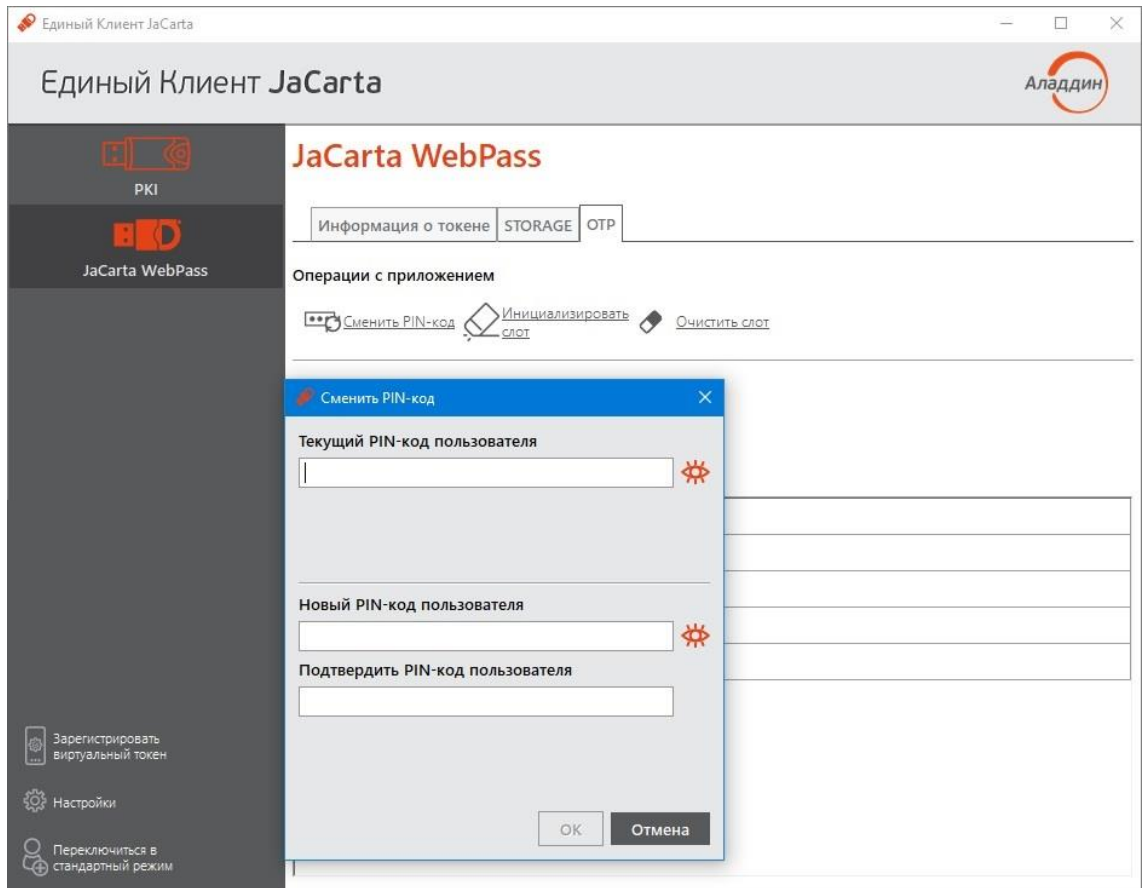 Единый Клиент JaCarta
Единый Клиент JaCarta
Аладдин
PKI
JaCarta WebPass
JaCarta WebPass
Информация о токене STORAGE OTP
Операции с приложением
Сменить PIN-код
Инициализировать
слот
Очистить слот
Сменить PIN-код
Текущий PIN-код пользователя
Новый PIN-код пользователя
Подтвердить PIN-код пользователя
OK Отмена
Зарегистрировать
виртуальный токен
Настройки
Переключиться в
стандартный режим